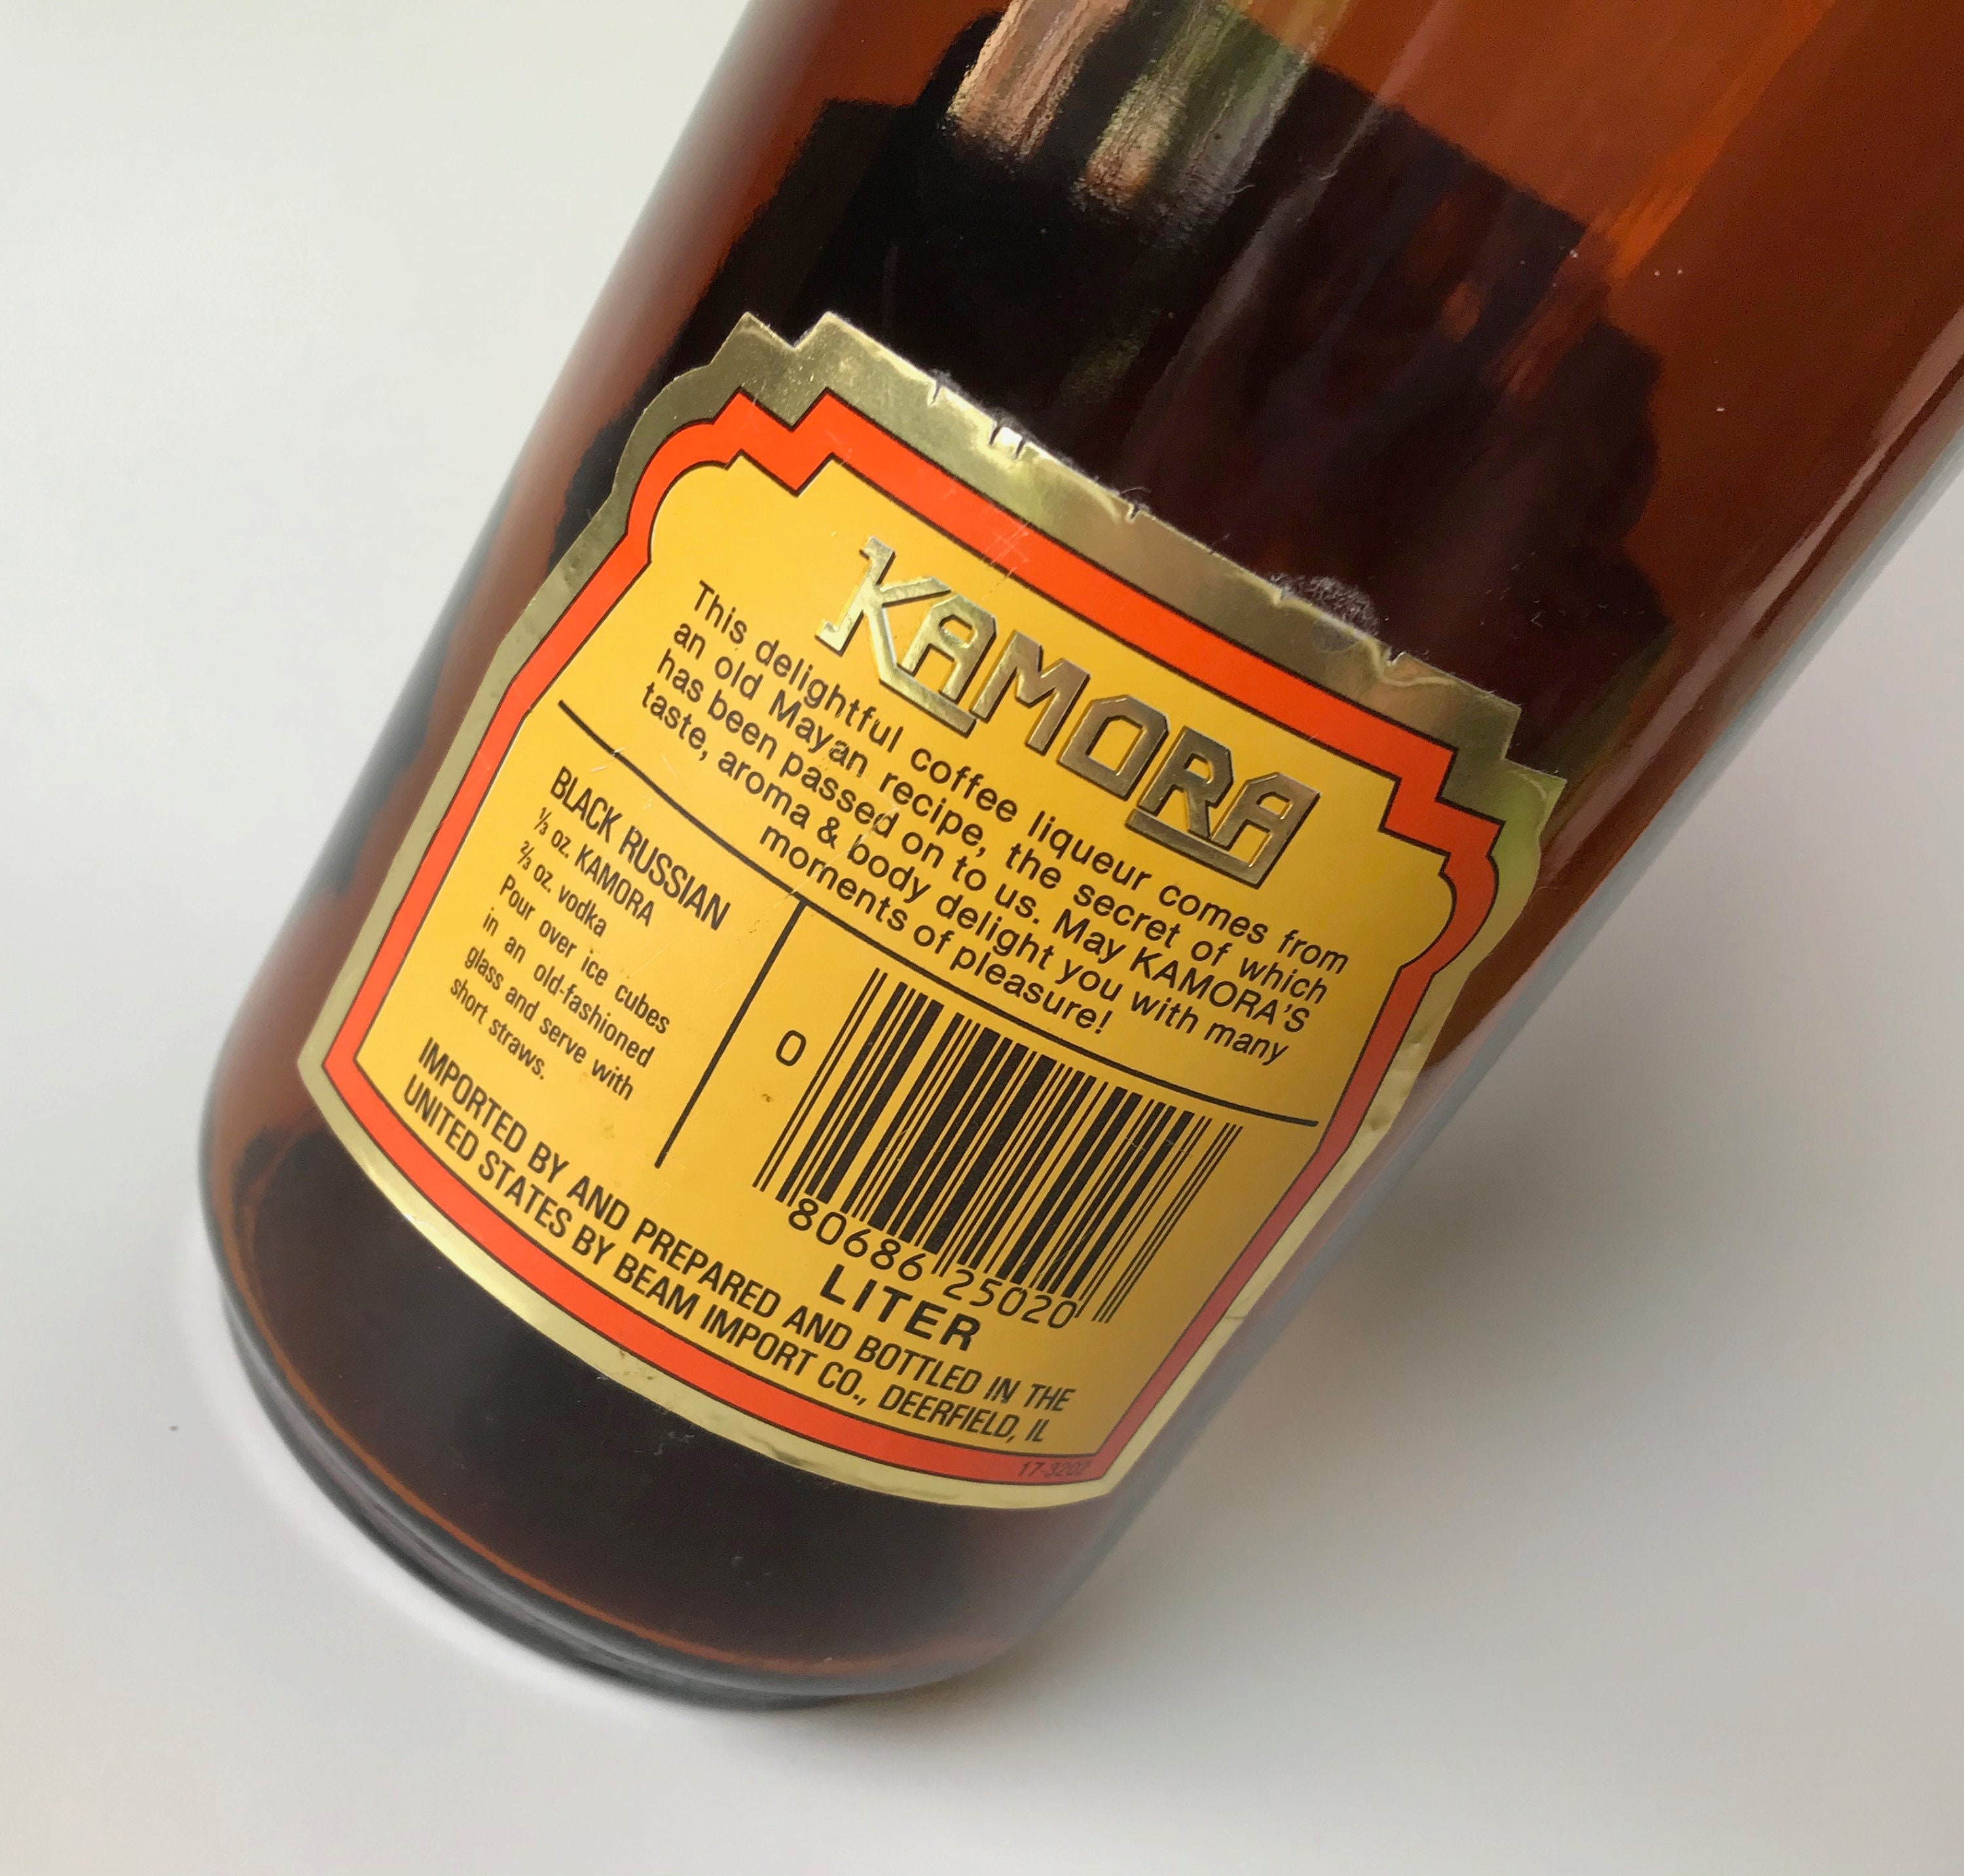 KAMORA
This delightful coffee liqueur comes from
an old Mayan recipe, the secret of which
has been passed on to us. May KAMORA'S
taste, aroma & body delight you with many
moments of pleasure!
BLACK RUSSIAN
⅓ oz. KAMORA
⅔ oz. vodka
Pour over ice cubes
in an old-fashioned
glass and serve with
short straws.
0
80686 25020
LITER
IMPORTED BY AND PREPARED AND BOTTLED IN THE
UNITED STATES BY BEAM IMPORT CO., DEERFIELD, IL
17-3202